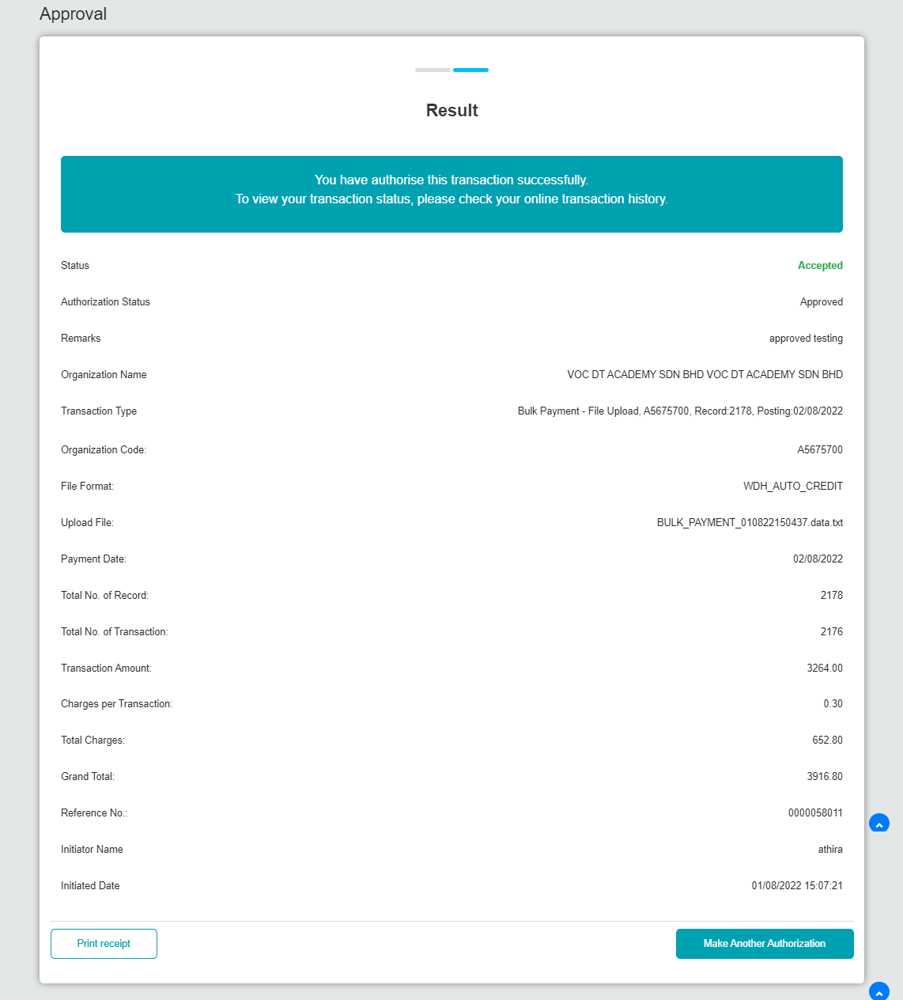 Approval
Result
You have authorise this transaction successfully.
To view your transaction status, please check your online transaction history.
Status Accepted
Authorization Status Approved
Remarks approved testing
Organization Name VOC DT ACADEMY SDN BHD VOC DT ACADEMY SDN BHD
Transaction Type Bulk Payment - File Upload, A5675700, Record:2178, Posting:02/08/2022
Organization Code: A5675700
File Format: WDH_AUTO_CREDIT
Upload File: BULK_PAYMENT_010822150437.data.txt
Payment Date: 02/08/2022
Total No. of Record: 2178
Total No. of Transaction: 2176
Transaction Amount: 3264.00
Charges per Transaction: 0.30
Total Charges: 652.80
Grand Total: 3916.80
Reference No.: 0000058011
Initiator Name athira
Initiated Date 01/08/2022 15:07:21
Print receipt Make Another Authorization